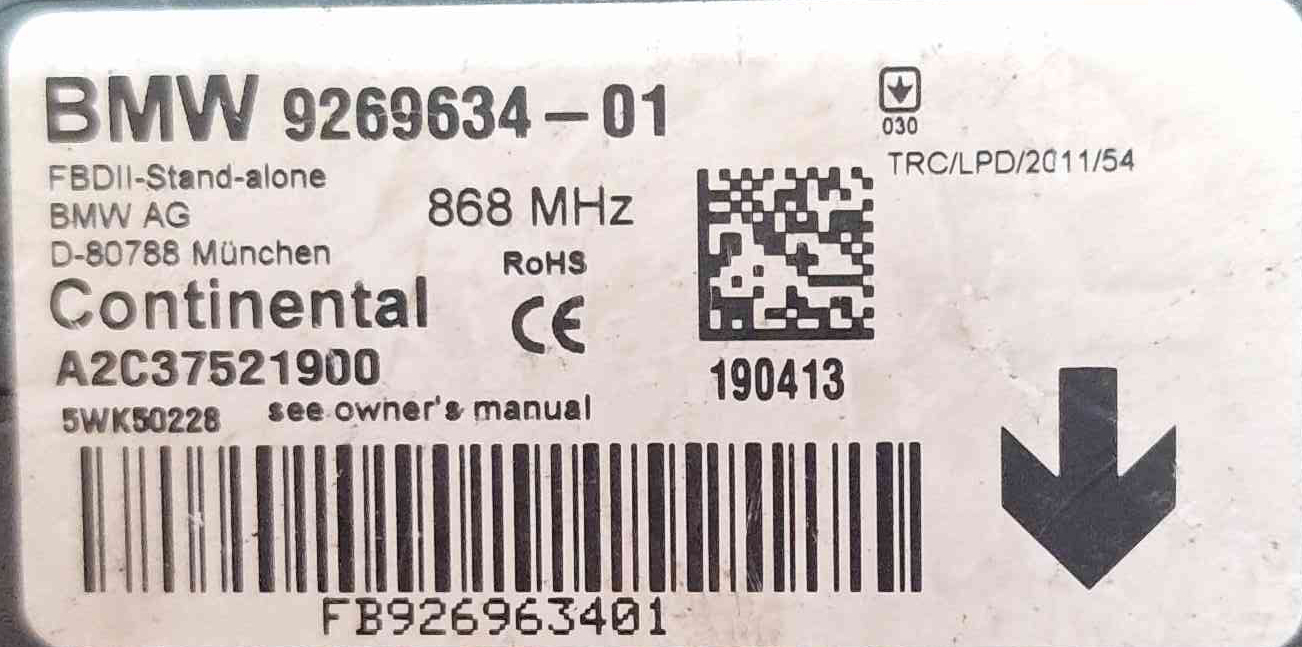 BMW 9269634-01
030
TRC/LPD/2011/54
FBDII-Stand-alone
BMW AG
868 MHz
D-80788 München
RoHS
Continental
CE
A2C37521900
190413
5WK50228 see owner's manual
FB926963401